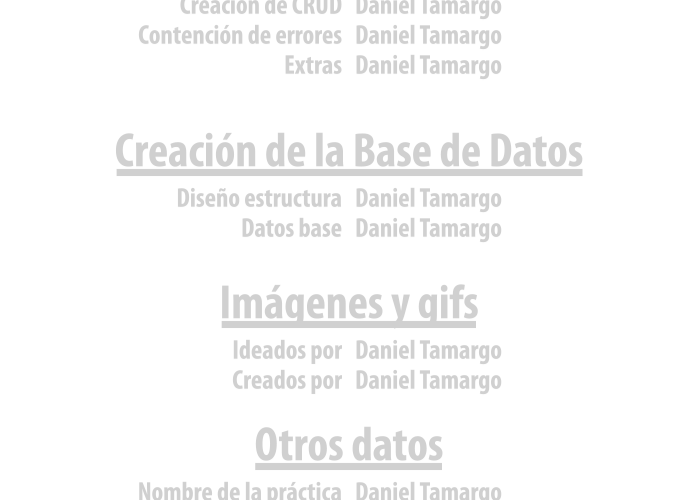 Creación de CRUD Daniel Tamargo
Contención de errores Daniel Tamargo
Extras Daniel Tamargo
Creación de la Base de Datos
Diseño estructura Daniel Tamargo
Datos base Daniel Tamargo
Imágenes y gifs
Ideados por Daniel Tamargo
Creados por Daniel Tamargo
Otros datos
Nombre de la práctica Daniel Tamargo